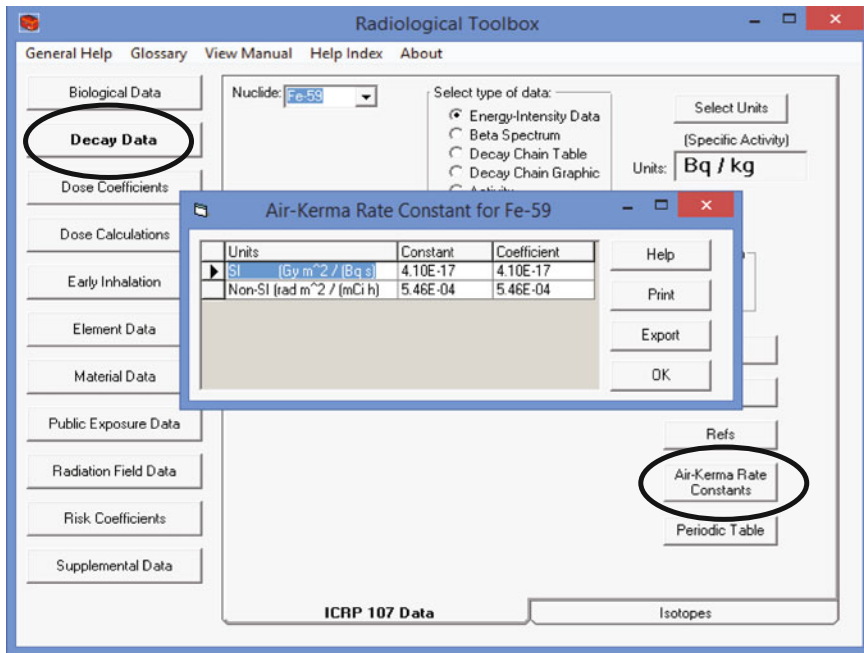 Radiological Toolbox
General Help Glossary View Manual Help Index About
Biological Data
Decay Data
Dose Coefficients
Dose Calculations
Early Inhalation
Element Data
Material Data
Public Exposure Data
Radiation Field Data
Risk Coefficients
Supplemental Data
Nuclide: Fe-59
Select type of data:
Energy-Intensity Data
Beta Spectrum
Decay Chain Table
Decay Chain Graphic
Activity
Select Units
(Specific Activity)
Units: Bq / kg
Air-Kerma Rate Constant for Fe-59
Units Constant Coefficient
SI (Gy m^2 / (Bq s) 4.10E-17 4.10E-17
Non-SI (rad m^2 / (mCi h) 5.46E-04 5.46E-04
Help
Print
Export
OK
Refs
Air-Kerma Rate
Constants
Periodic Table
ICRP 107 Data
Isotopes